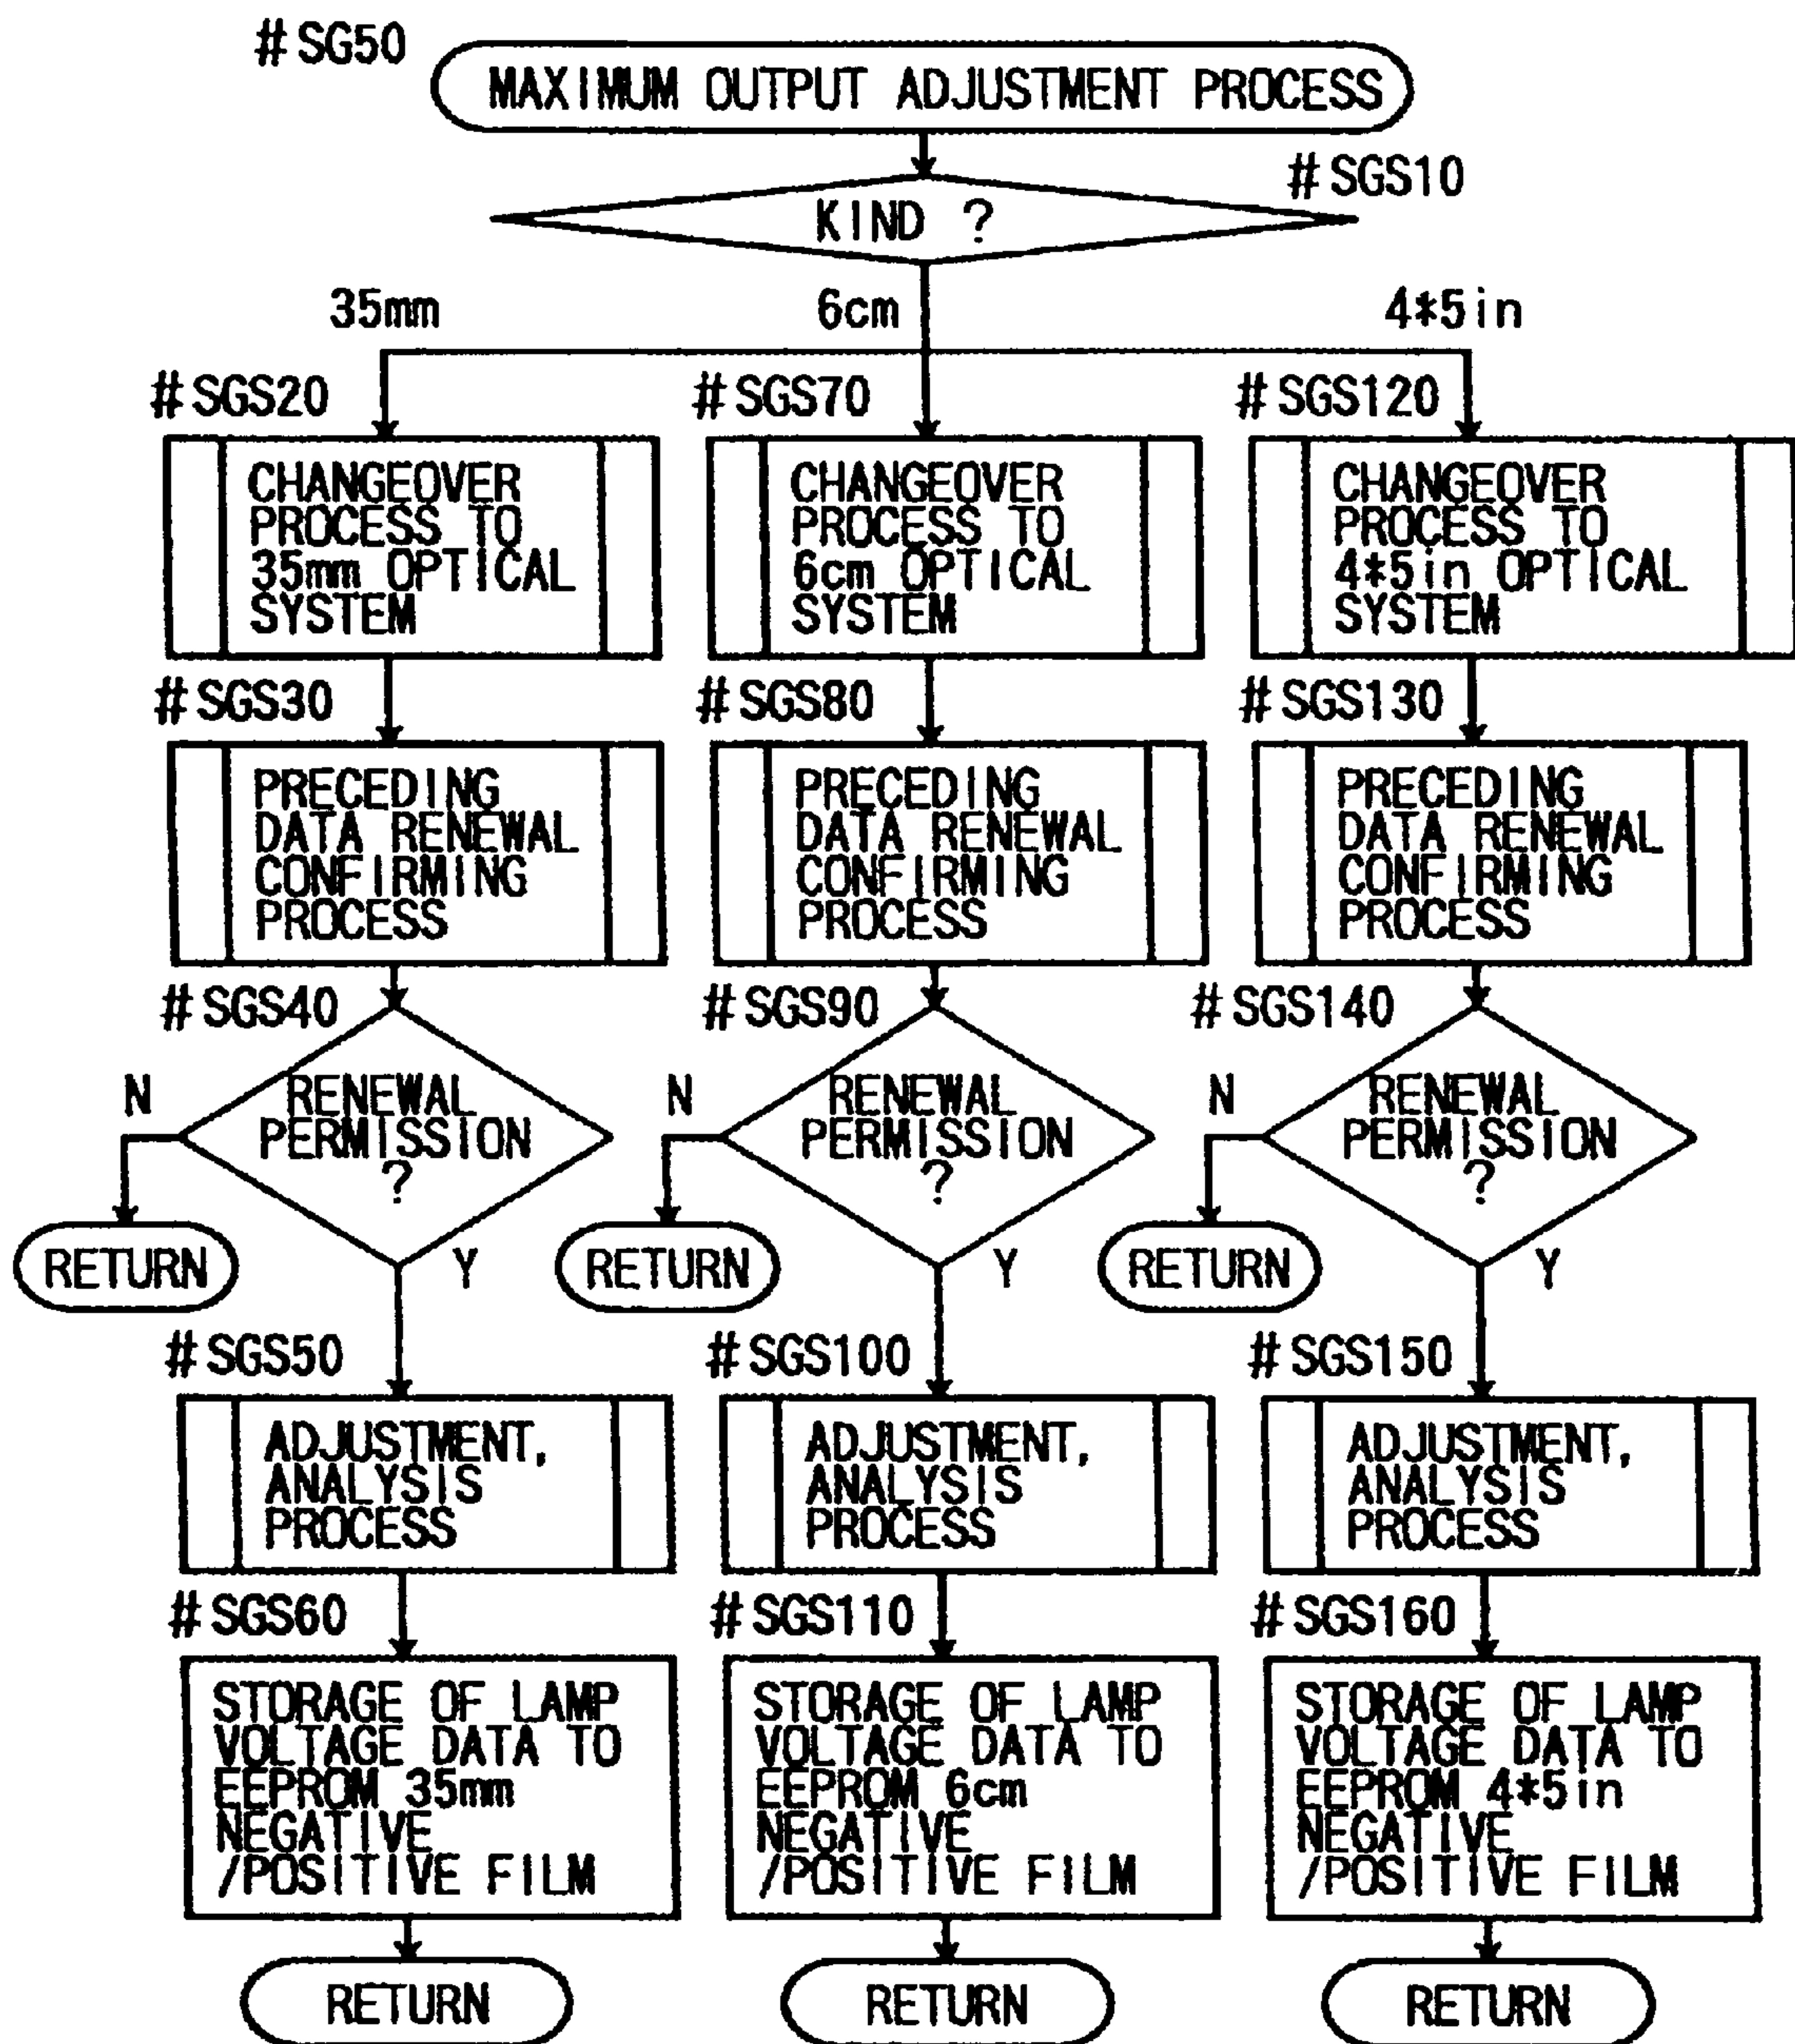 #SG50
MAXIMUM OUTPUT ADJUSTMENT PROCESS
#SGS10
KIND ?
35mm
6cm
4*5in
#SGS20
CHANGEOVER
PROCESS TO
35mm OPTICAL
SYSTEM
#SGS30
PRECEDING
DATA RENEWAL
CONFIRMING
PROCESS
#SGS40
RENEWAL
PERMISSION
?
N
RETURN
Y
#SGS50
ADJUSTMENT,
ANALYSIS
PROCESS
#SGS60
STORAGE OF LAMP
VOLTAGE DATA TO
EEPROM 35mm
NEGATIVE
/POSITIVE FILM
RETURN
#SGS70
CHANGEOVER
PROCESS TO
6cm OPTICAL
SYSTEM
#SGS80
PRECEDING
DATA RENEWAL
CONFIRMING
PROCESS
#SGS90
RENEWAL
PERMISSION
?
N
RETURN
Y
#SGS100
ADJUSTMENT,
ANALYSIS
PROCESS
#SGS110
STORAGE OF LAMP
VOLTAGE DATA TO
EEPROM 6cm
NEGATIVE
/POSITIVE FILM
RETURN
#SGS120
CHANGEOVER
PROCESS TO
4*5in OPTICAL
SYSTEM
#SGS130
PRECEDING
DATA RENEWAL
CONFIRMING
PROCESS
#SGS140
RENEWAL
PERMISSION
?
N
RETURN
Y
#SGS150
ADJUSTMENT,
ANALYSIS
PROCESS
#SGS160
STORAGE OF LAMP
VOLTAGE DATA TO
EEPROM 4*5in
NEGATIVE
/POSITIVE FILM
RETURN